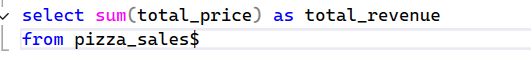 select sum(total_price) as total_revenue
from pizza_sales$